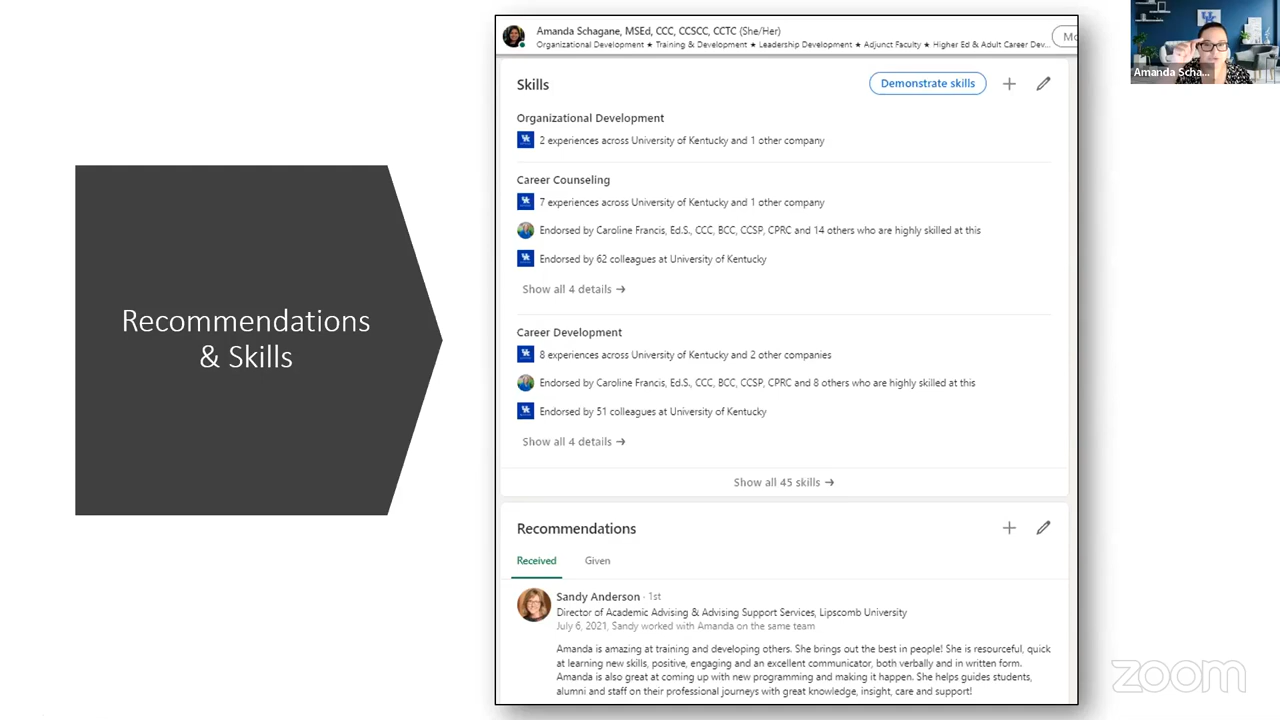 Amanda Schagane, MSEd, CCC, CCSCC, CCTC (She/Her)
Organizational Development ★ Training & Development ★ Leadership Development ★ Adjunct Faculty ★ Higher Ed & Adult Career Dev...
Mo
Amanda Scha...
Skills
Demonstrate skills
Organizational Development
UK
2 experiences across University of Kentucky and 1 other company
Career Counseling
UK
7 experiences across University of Kentucky and 1 other company
Endorsed by Caroline Francis, Ed.S., CCC, BCC, CCSP, CPRC and 14 others who are highly skilled at this
UK
Endorsed by 62 colleagues at University of Kentucky
Show all 4 details →
Recommendations
& Skills
Career Development
UK
8 experiences across University of Kentucky and 2 other companies
Endorsed by Caroline Francis, Ed.S., CCC, BCC, CCSP, CPRC and 8 others who are highly skilled at this
UK
Endorsed by 51 colleagues at University of Kentucky
Show all 4 details →
Show all 45 skills →
Recommendations
Received Given
Sandy Anderson · 1st
Director of Academic Advising & Advising Support Services, Lipscomb University
July 6, 2021, Sandy worked with Amanda on the same team
Amanda is amazing at training and developing others. She brings out the best in people! She is resourceful, quick
at learning new skills, positive, engaging and an excellent communicator, both verbally and in written form.
Amanda is also great at coming up with new programming and making it happen. She helps guides students,
alumni and staff on their professional journeys with great knowledge, insight, care and support!
zoom